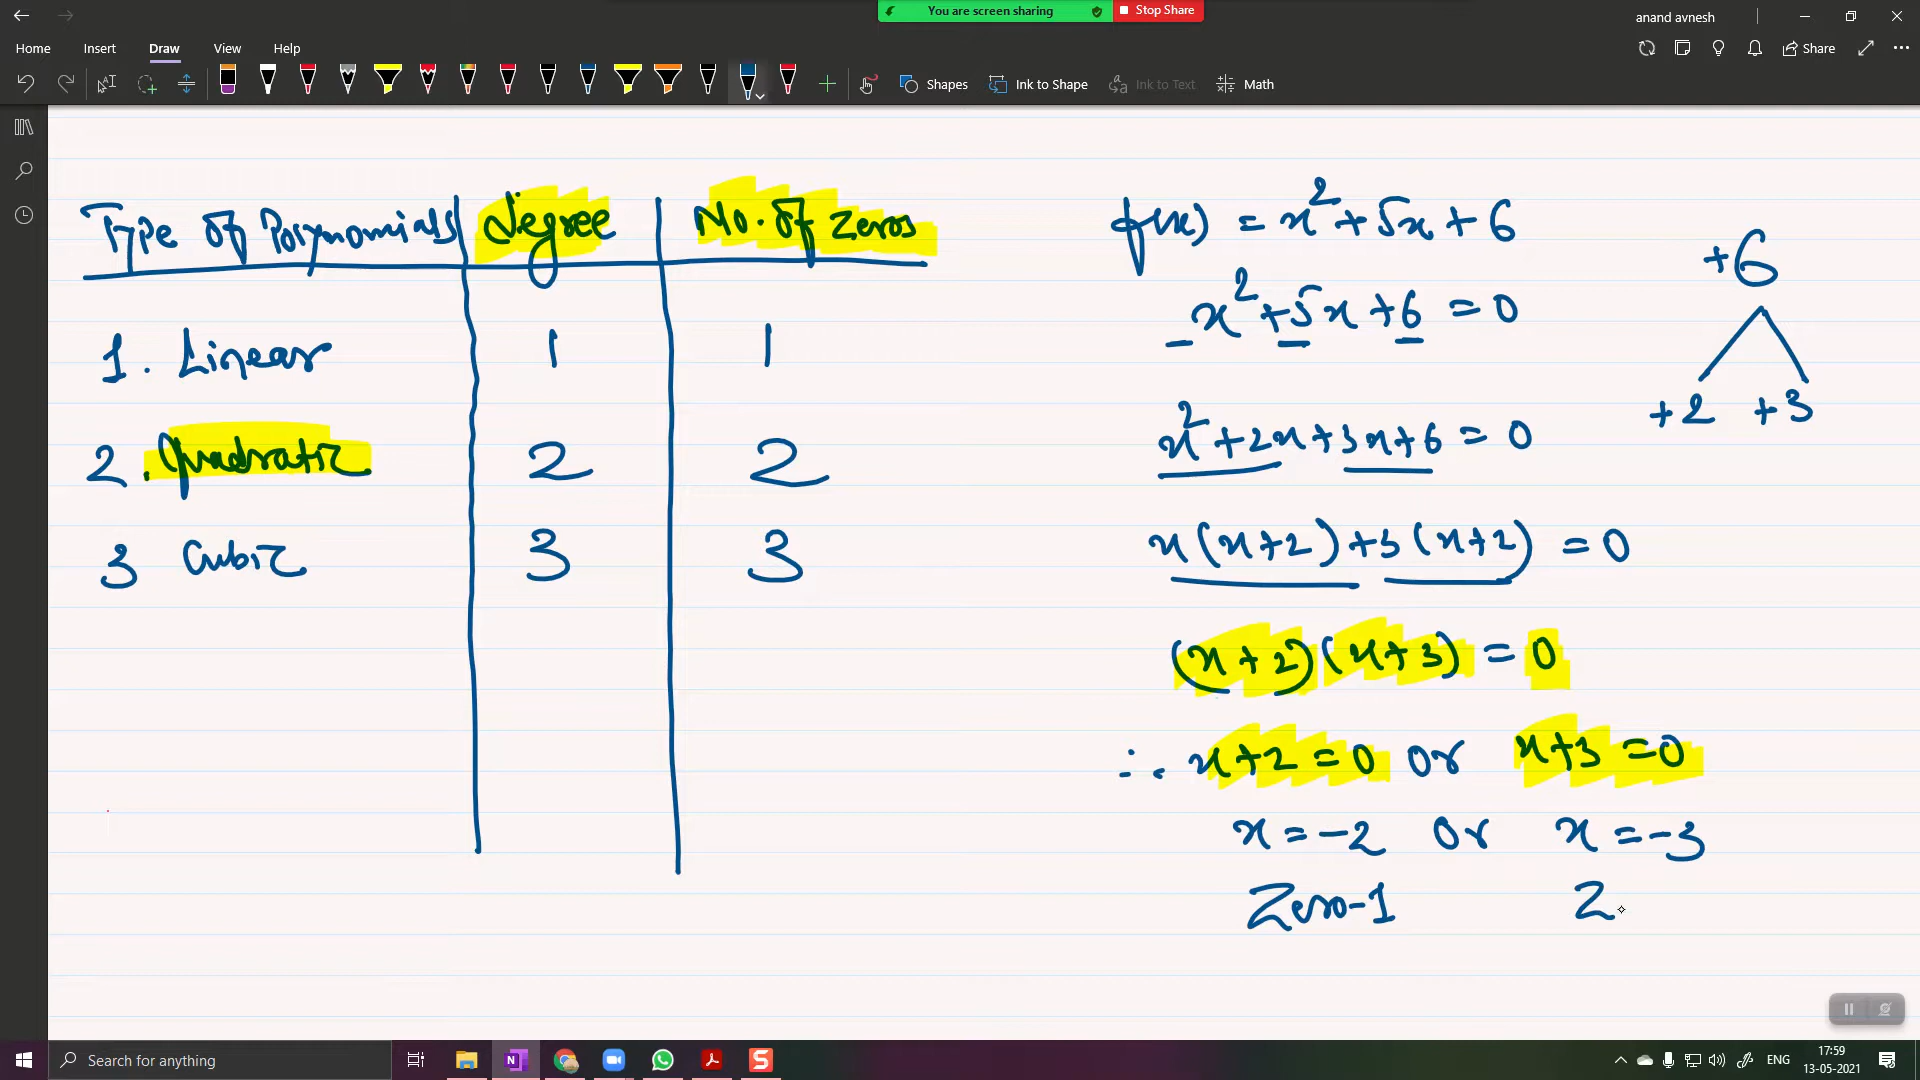 You are screen sharing Stop Share
anand avnesh
Home Insert Draw View Help
Share
Shapes Ink to Shape Ink to Text Math
Type of Polynomials Degree No. of Zeros
1. Linear 1 1
2. Quadratic 2 2
3 Cubic 3 3
f(x) = x² + 5x + 6
x² + 5x + 6 = 0
+6
+2 +3
x² + 2x + 3x + 6 = 0
x(x+2) + 3(x+2) = 0
(x+2)(x+3) = 0
∴ x+2 = 0 or x+3 = 0
x = -2 Or x = -3
Zero-1 Z
Search for anything
ENG
17:59
13-05-2021